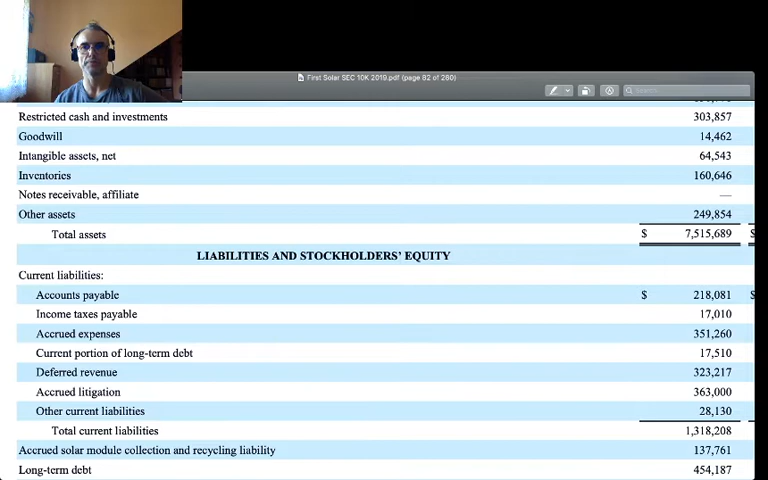 First Solar SEC 10K 2019.pdf (page 82 of 280)
Search
Restricted cash and investments 303,857
Goodwill 14,462
Intangible assets, net 64,543
Inventories 160,646
Notes receivable, affiliate —
Other assets 249,854
Total assets $ 7,515,689 $
LIABILITIES AND STOCKHOLDERS’ EQUITY
Current liabilities:
Accounts payable $ 218,081 $
Income taxes payable 17,010
Accrued expenses 351,260
Current portion of long-term debt 17,510
Deferred revenue 323,217
Accrued litigation 363,000
Other current liabilities 28,130
Total current liabilities 1,318,208
Accrued solar module collection and recycling liability 137,761
Long-term debt 454,187